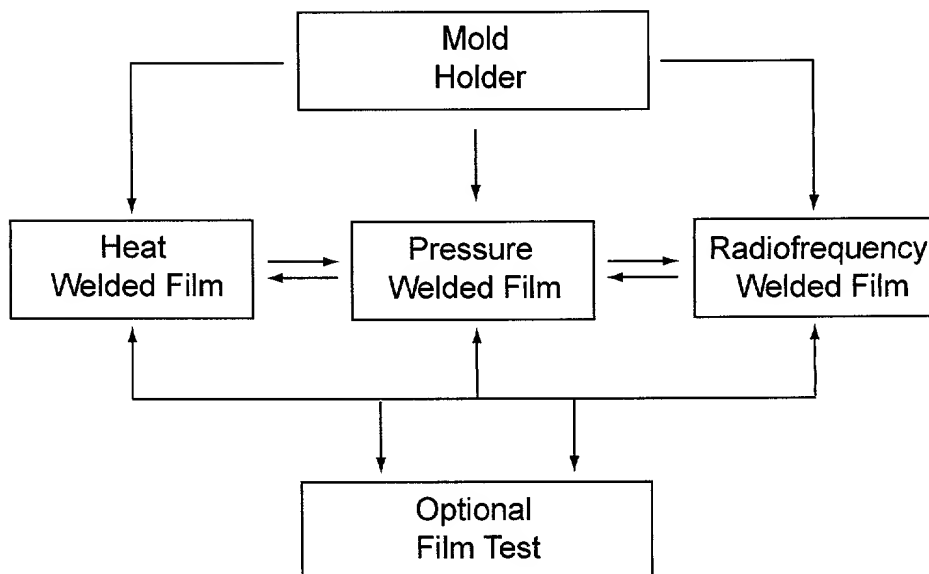 Mold
Holder
Heat
Welded Film
Pressure
Welded Film
Radiofrequency
Welded Film
Optional
Film Test